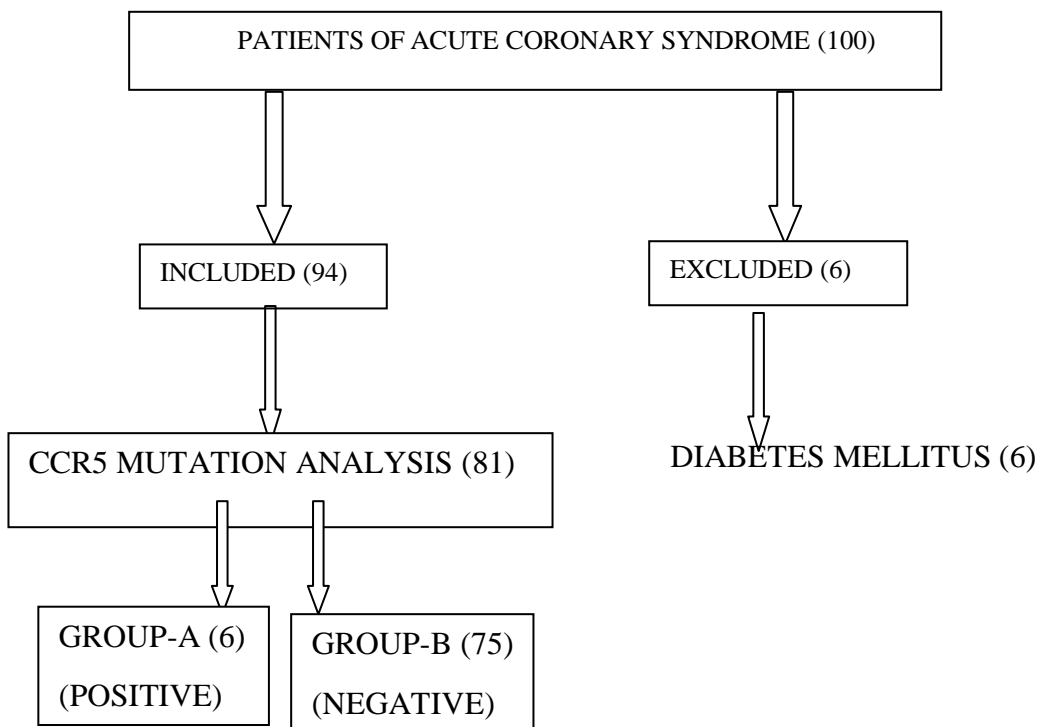 PATIENTS OF ACUTE CORONARY SYNDROME (100)
INCLUDED (94)
EXCLUDED (6)
CCR5 MUTATION ANALYSIS (81)
DIABETES MELLITUS (6)
GROUP-A (6)
(POSITIVE)
GROUP-B (75)
(NEGATIVE)